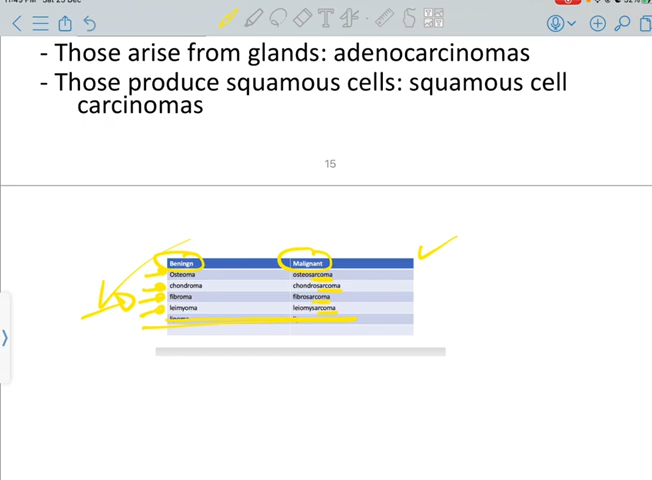 - Those arise from glands: adenocarcinomas
- Those produce squamous cells: squamous cell
carcinomas
15
Beningn Malignant
Osteoma osteosarcoma
chondroma chondrosarcoma
fibroma fibrosarcoma
leimyoma leiomysarcoma